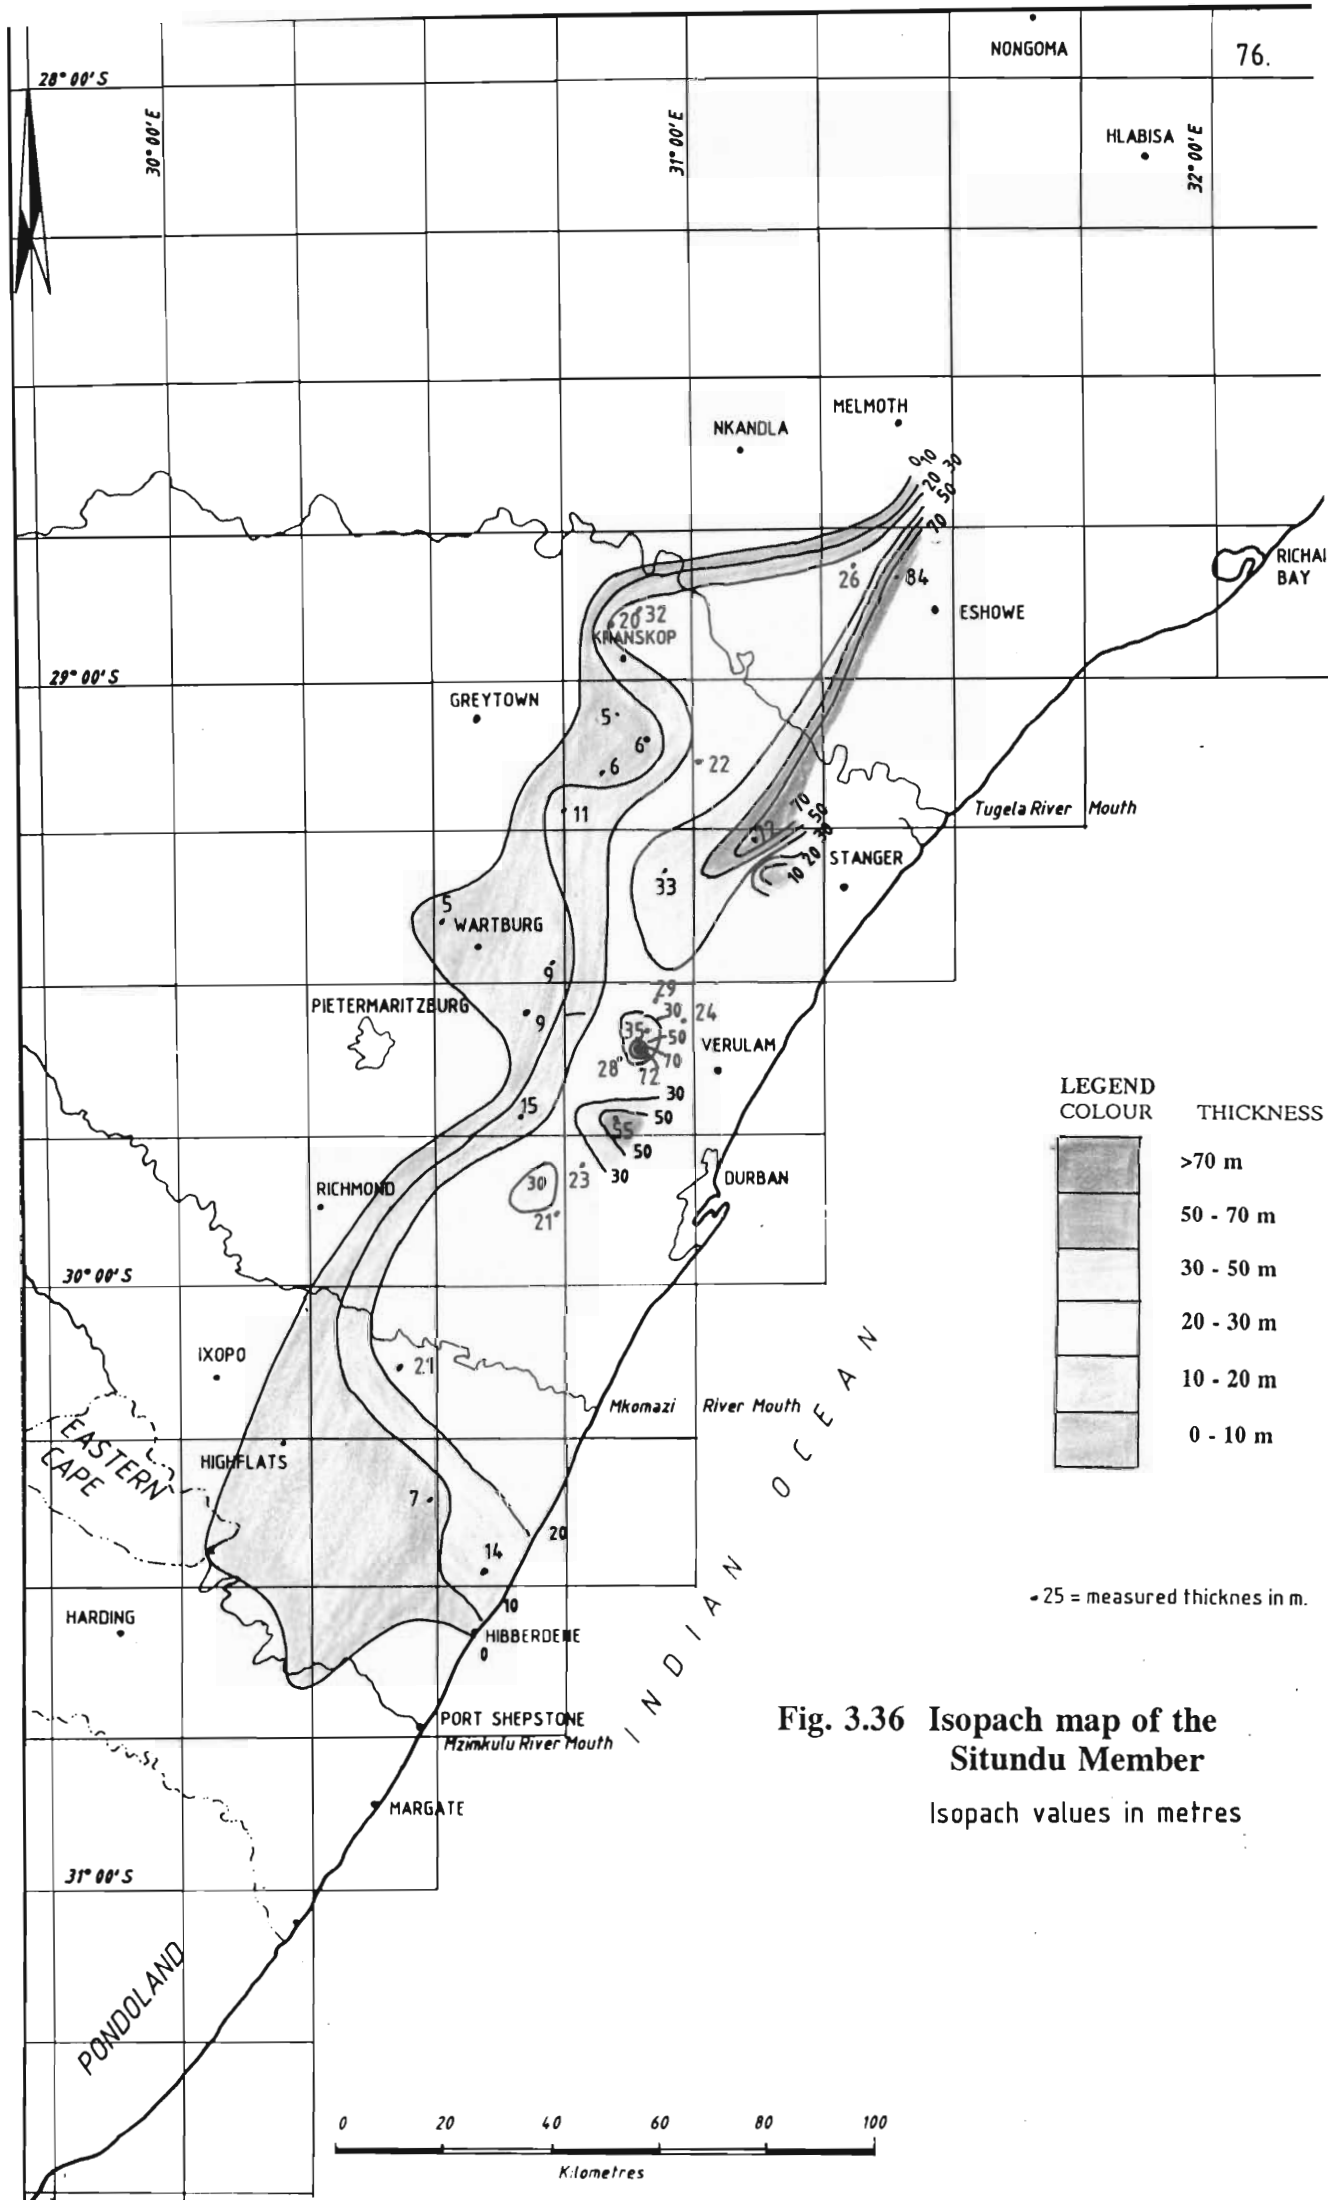 76.
NONGOMA
28°00'S
30°00'E
31°00'E
HLABISA
32°00'E
MELMOTH
NKANDLA
0
10
20
30
50
70
26
84
RICHA
BAY
ESHOWE
20
32
KRANSKOP
29°00'S
GREYTOWN
5
6
6
22
11
Tugela River Mouth
70
50
30
20
10
STANGER
33
5
WARTBURG
9
29
PIETERMARITZBURG
9
30
24
35
50
VERULAM
28
70
72
30
15
50
55
50
30
23
30
RICHMOND
DURBAN
21
LEGEND
COLOUR THICKNESS
>70 m
50 - 70 m
30 - 50 m
20 - 30 m
10 - 20 m
0 - 10 m
30°00'S
IXOPO
21
Mkomazi River Mouth
EASTERN
CAPE
HIGHFLATS
7
20
14
INDIAN OCEAN
10
HARDING
HIBBERDENE
0
25 = measured thicknes in m.
PORT SHEPSTONE
Mzimkulu River Mouth
Fig. 3.36 Isopach map of the
Situndu Member
Isopach values in metres
MARGATE
31°00'S
PONDOLAND
0 20 40 60 80 100
Kilometres